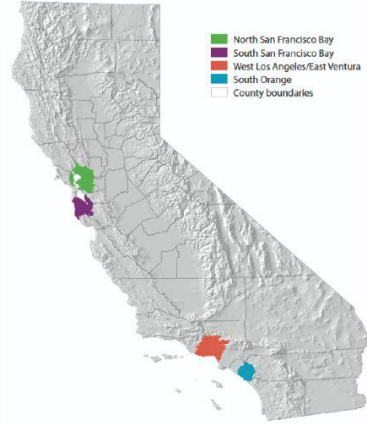 North San Francisco Bay
South San Francisco Bay
West Los Angeles/East Ventura
South Orange
County boundaries